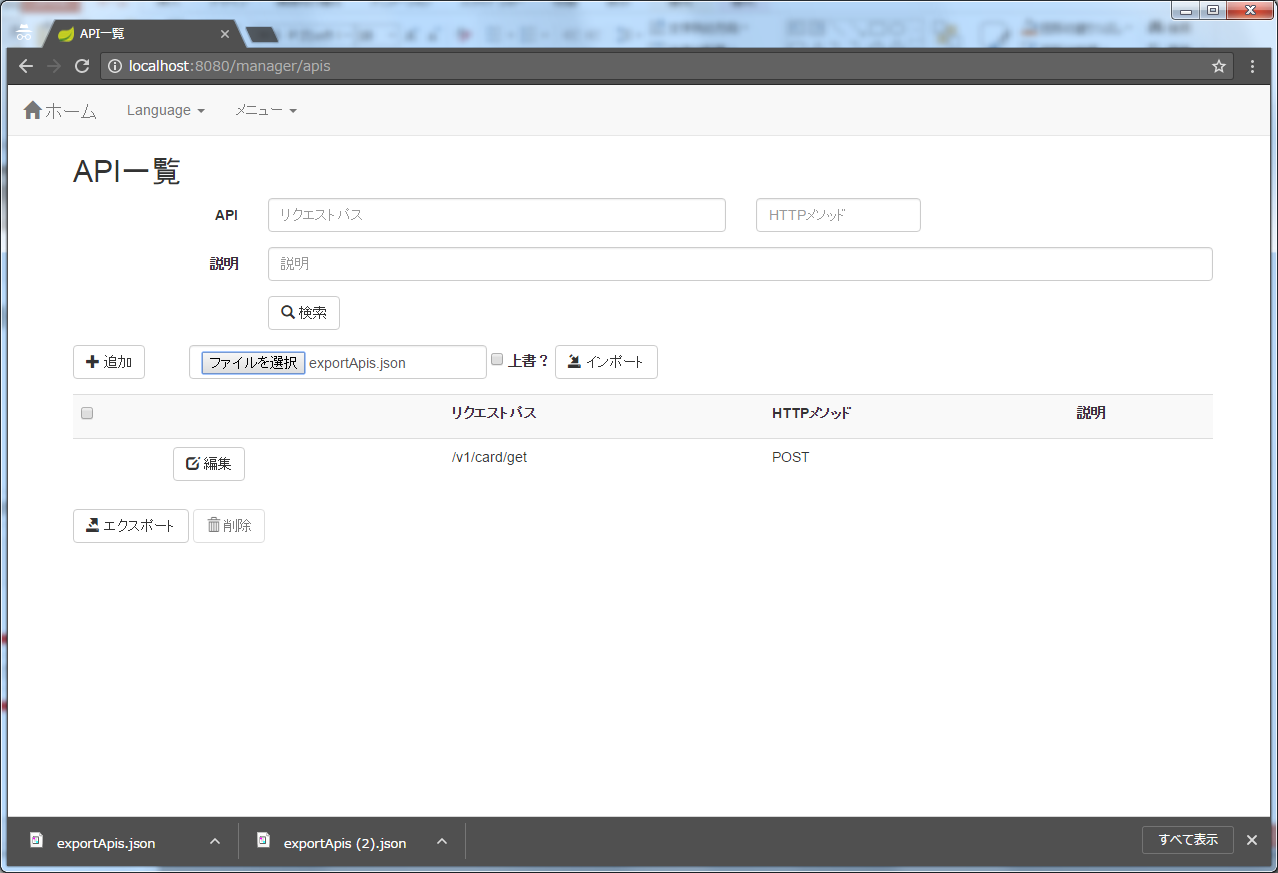 API一覧
localhost:8080/manager/apis
ホーム Language メニュー
API一覧
API リクエストパス HTTPメソッド
説明 説明
検索
追加 ファイルを選択 exportApis.json 上書？ インポート
リクエストパス HTTPメソッド 説明
編集 /v1/card/get POST
エクスポート 削除
exportApis.json exportApis (2).json すべて表示